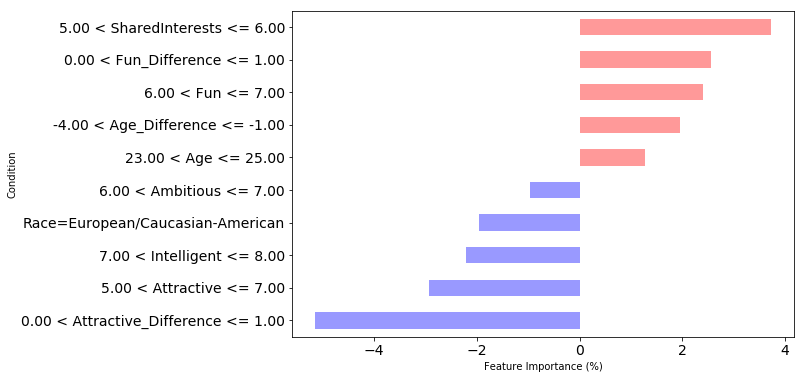 5.00 < SharedInterests <= 6.00
0.00 < Fun_Difference <= 1.00
6.00 < Fun <= 7.00
-4.00 < Age_Difference <= -1.00
23.00 < Age <= 25.00
6.00 < Ambitious <= 7.00
Race=European/Caucasian-American
7.00 < Intelligent <= 8.00
5.00 < Attractive <= 7.00
0.00 < Attractive_Difference <= 1.00
Condition
−4 −2 0 2 4
Feature Importance (%)